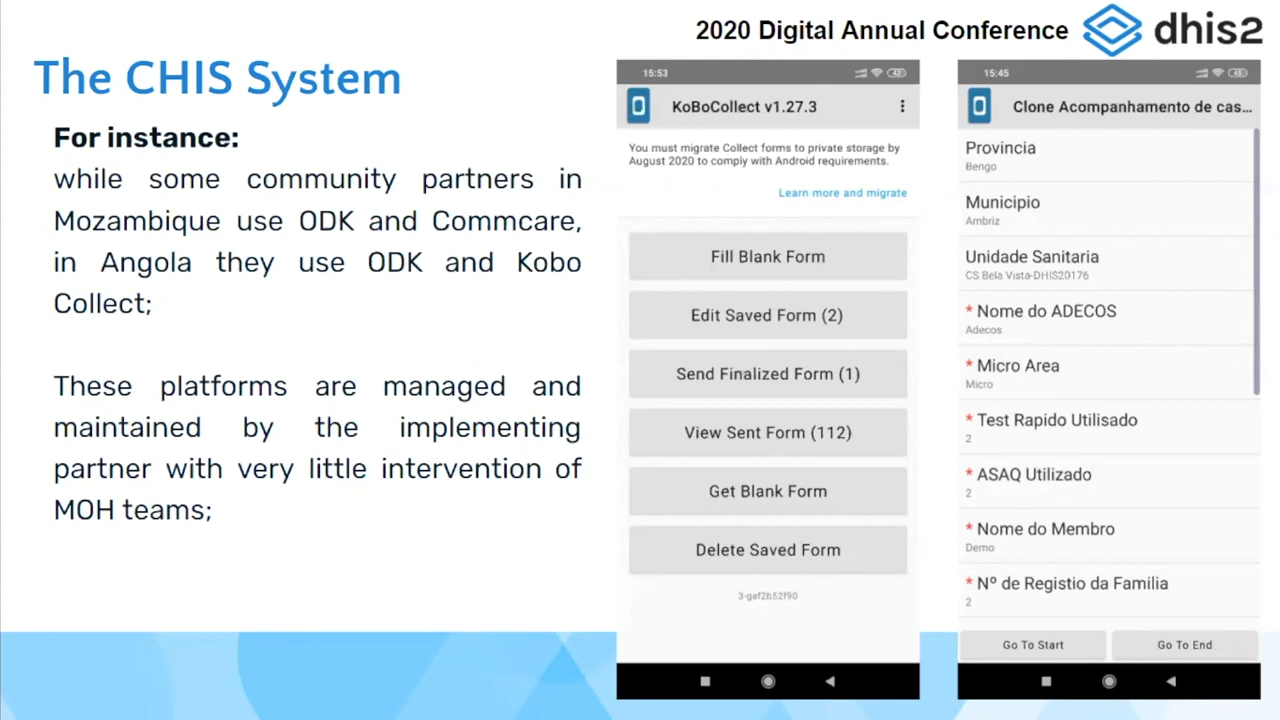 2020 Digital Annual Conference
dhis2
The CHIS System
For instance:
while some community partners in
Mozambique use ODK and Commcare,
in Angola they use ODK and Kobo
Collect;
These platforms are managed and
maintained by the implementing
partner with very little intervention of
MOH teams;
15:53
43
KoBoCollect v1.27.3
You must migrate Collect forms to private storage by
August 2020 to comply with Android requirements.
Learn more and migrate
Fill Blank Form
Edit Saved Form (2)
Send Finalized Form (1)
View Sent Form (112)
Get Blank Form
Delete Saved Form
15:45
Clone Acompanhamento de cas...
Provincia
Bengo
Municipio
Ambriz
Unidade Sanitaria
CS Bela Vista-DHIS20176
* Nome do ADECOS
Adecos
* Micro Area
Micro
* Test Rapido Utilisado
2
* ASAQ Utilizado
2
* Nome do Membro
Demo
* Nº de Registio da Familia
2
Go To Start
Go To End